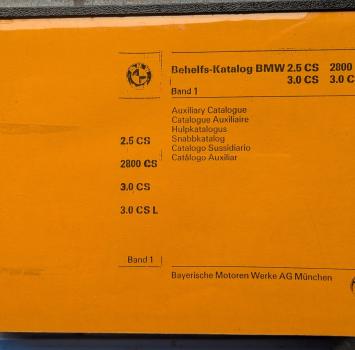 Behelfs-Katalog BMW 2.5 CS 2800
3.0 CS 3.0
Band 1
Auxiliary Catalogue
Catalogue Auxiliaire
Hulpkatalogus
Snabbkatalog
Catalogo Sussidiario
Catálogo Auxiliar
2.5 CS
2800 CS
3.0 CS
3.0 CS L
Band 1
Bayerische Motoren Werke AG München